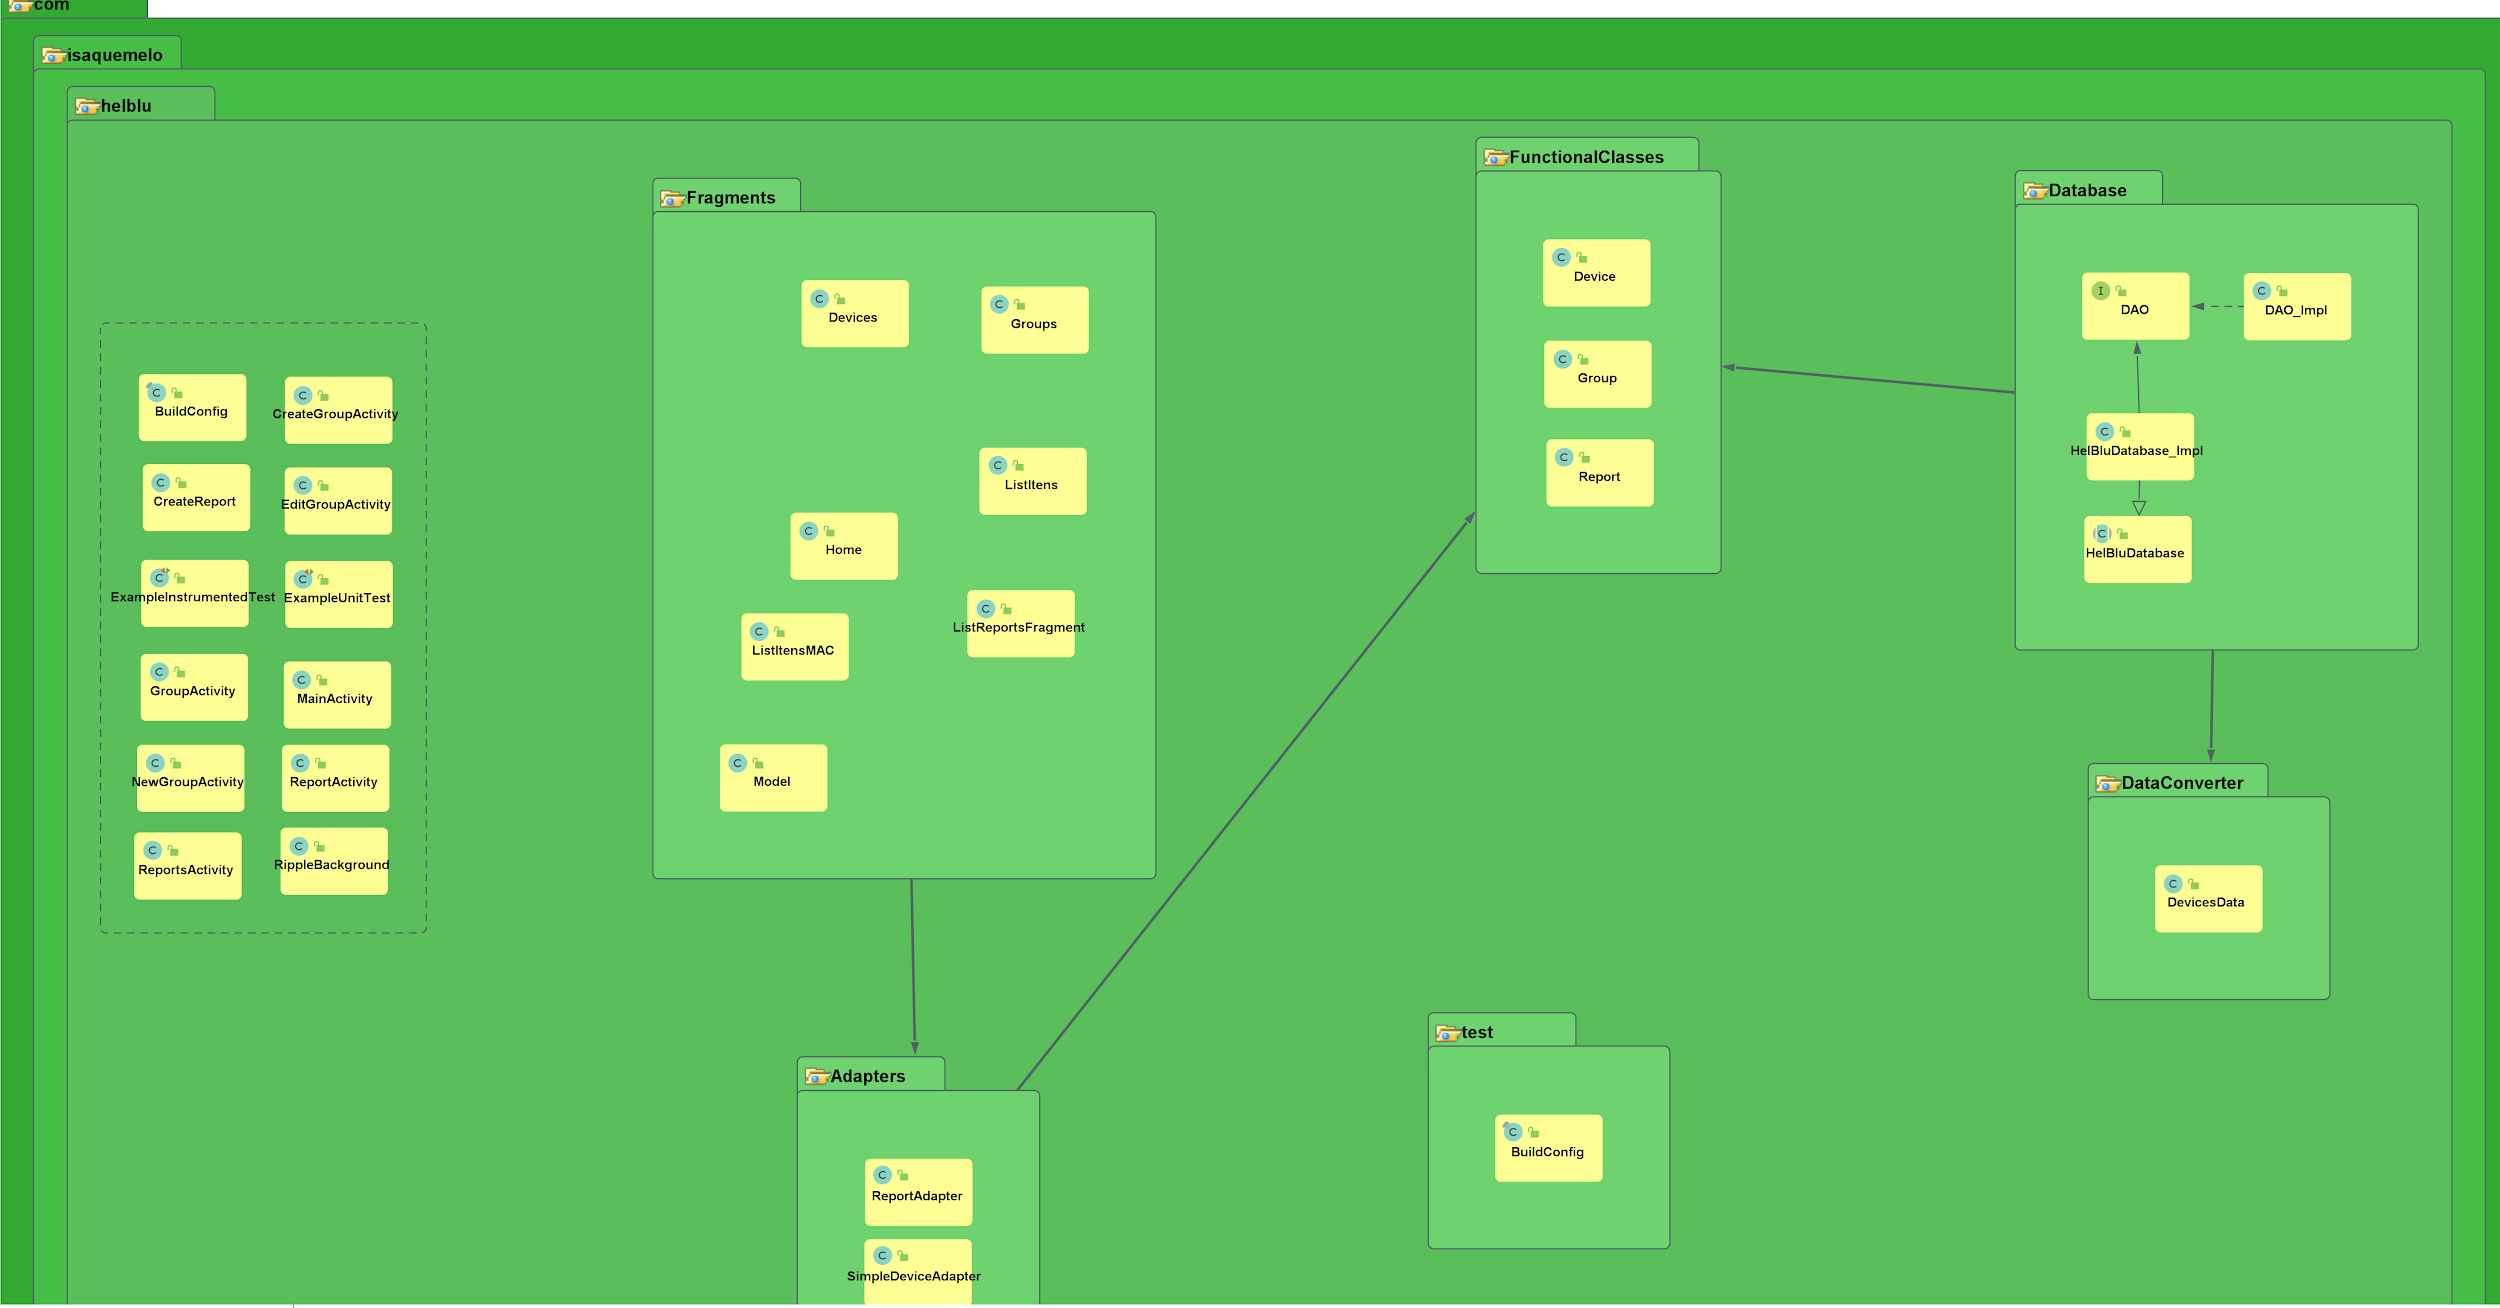 com
isaquemelo
helblu
BuildConfig
CreateGroupActivity
CreateReport
EditGroupActivity
ExampleInstrumentedTest
ExampleUnitTest
GroupActivity
MainActivity
NewGroupActivity
ReportActivity
ReportsActivity
RippleBackground
Fragments
Devices
Groups
ListItens
Home
ListReportsFragment
ListItensMAC
Model
FunctionalClasses
Device
Group
Report
Database
DAO
DAO_Impl
HelBluDatabase_Impl
HelBluDatabase
DataConverter
DevicesData
Adapters
ReportAdapter
SimpleDeviceAdapter
test
BuildConfig